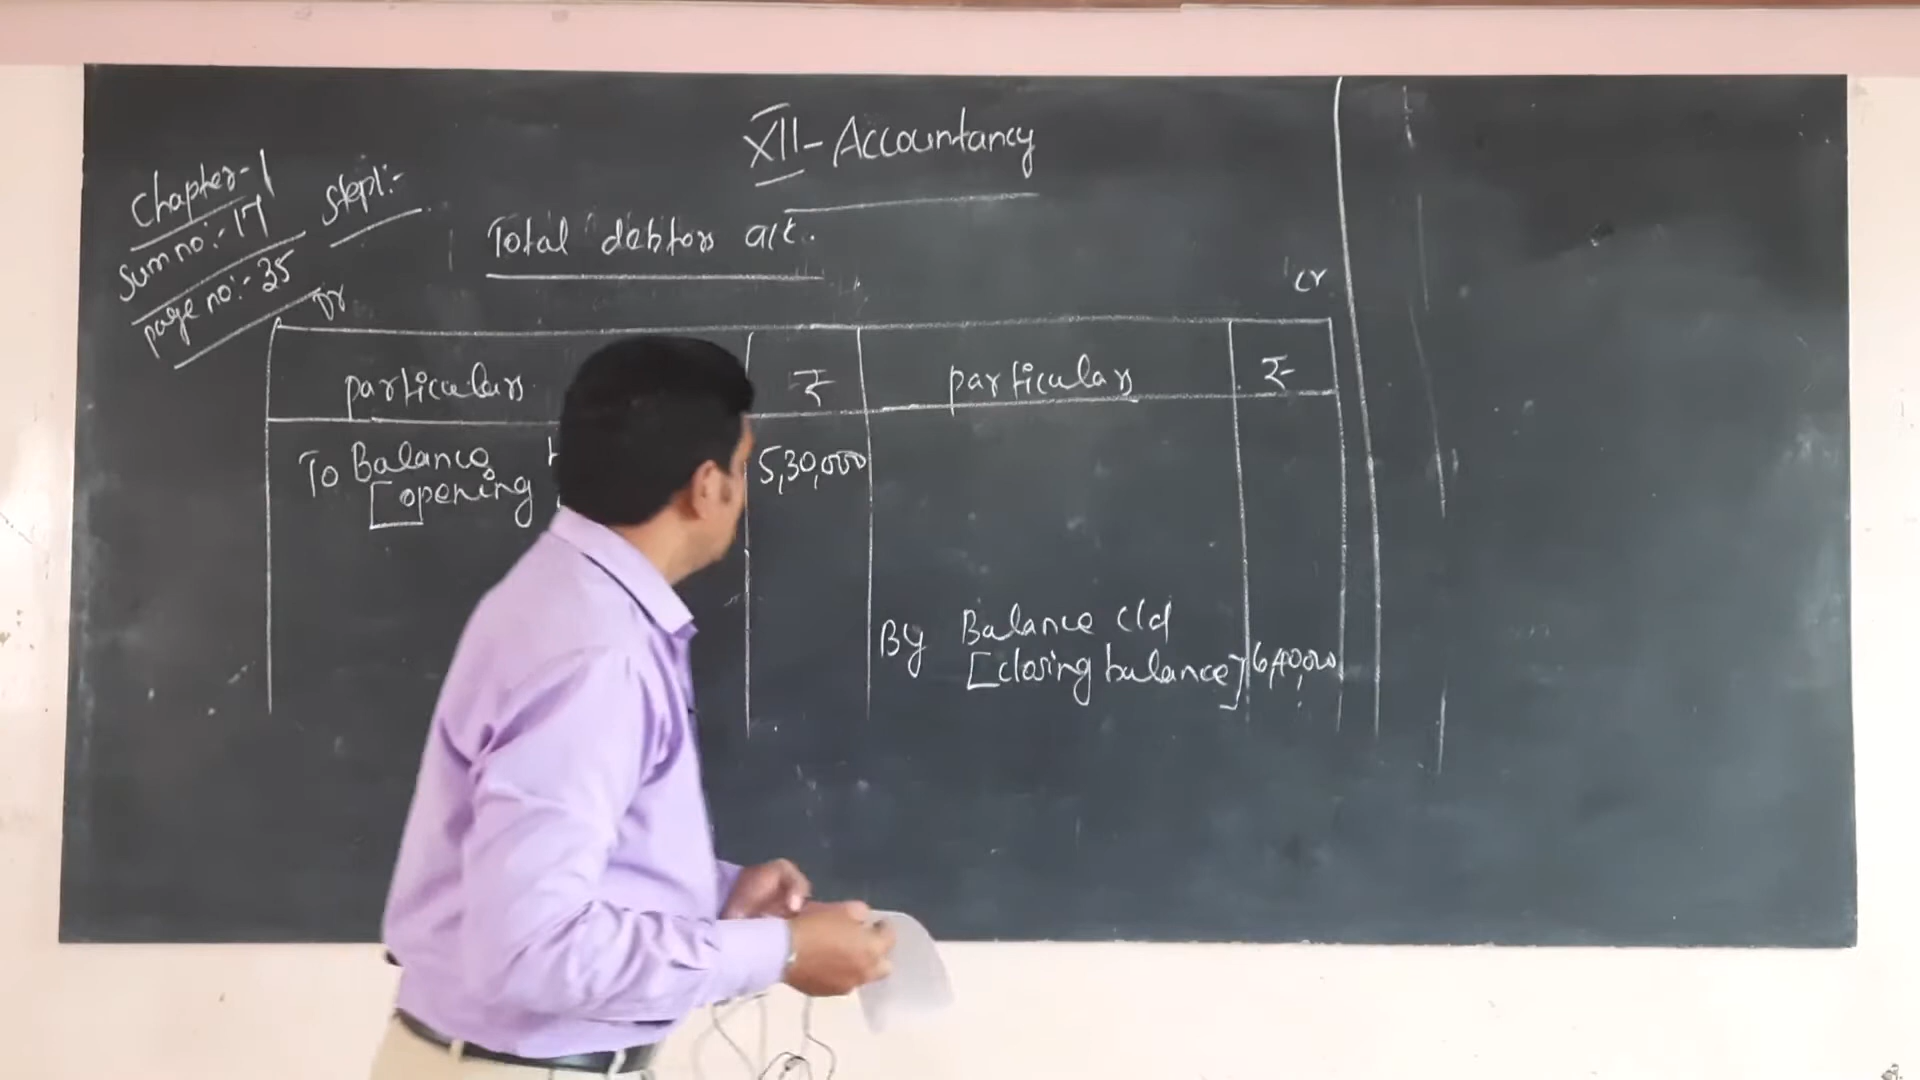 XII-Accountancy
Chapter-1
Sum no:-17
page no:-35
Step1:-
Total debtors a/c.
Dr
Cr
particulars ₹ particulars ₹
To Balance 5,30,000
[opening
By Balance c/d
[closing balance] 6,40,000